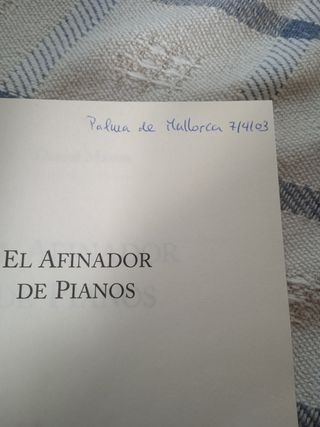 Palma de Mallorca 7/4/03
EL AFINADOR
DE PIANOS